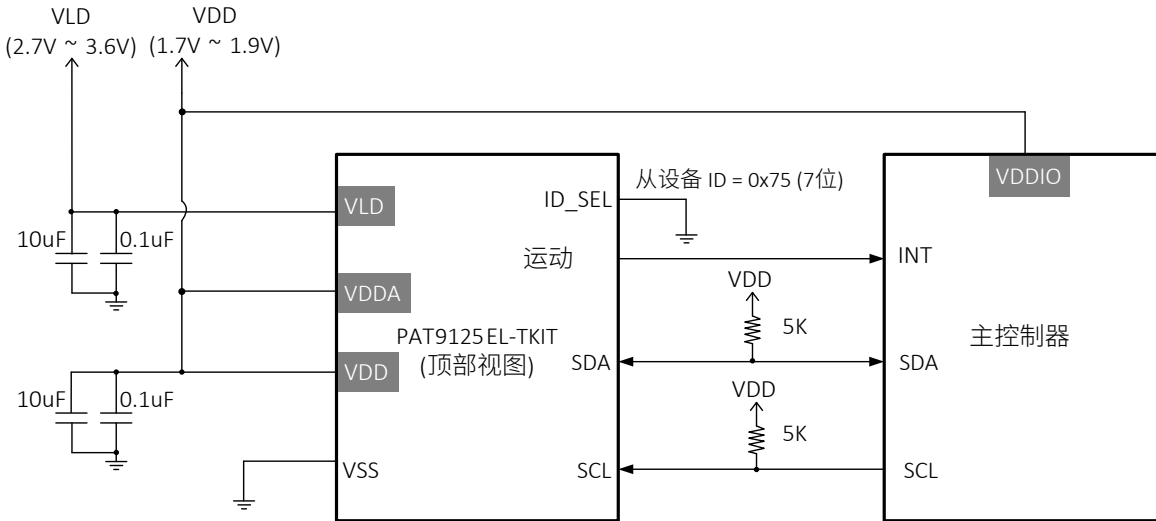 VLD
(2.7V ~ 3.6V)
VDD
(1.7V ~ 1.9V)
VDDIO
从设备 ID = 0x75 (7位)
VLD
ID_SEL
10uF
0.1uF
运动
INT
VDD
VDDA
5K
PAT9125EL-TKIT
(顶部视图)
主控制器
SDA
SDA
VDD
VDD
10uF
0.1uF
5K
VSS
SCL
SCL